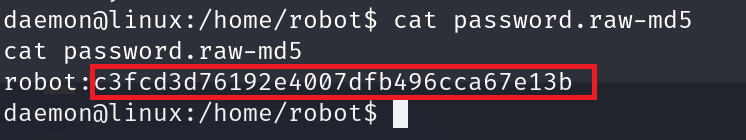 daemon@linux:/home/robot$ cat password.raw-md5
cat password.raw-md5
robot:c3fcd3d76192e4007dfb496cca67e13b
daemon@linux:/home/robot$